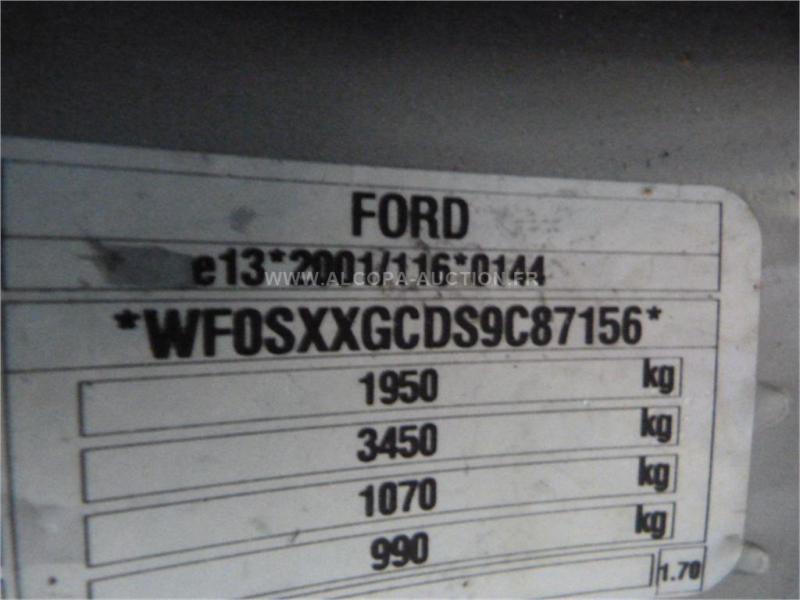 FORD
e13*2001/116*0144
WWW.ALCOPA-AUCTION.FR
*WF0SXXGCDS9C87156*
1950 kg
3450 kg
1070 kg
990 kg
1.70